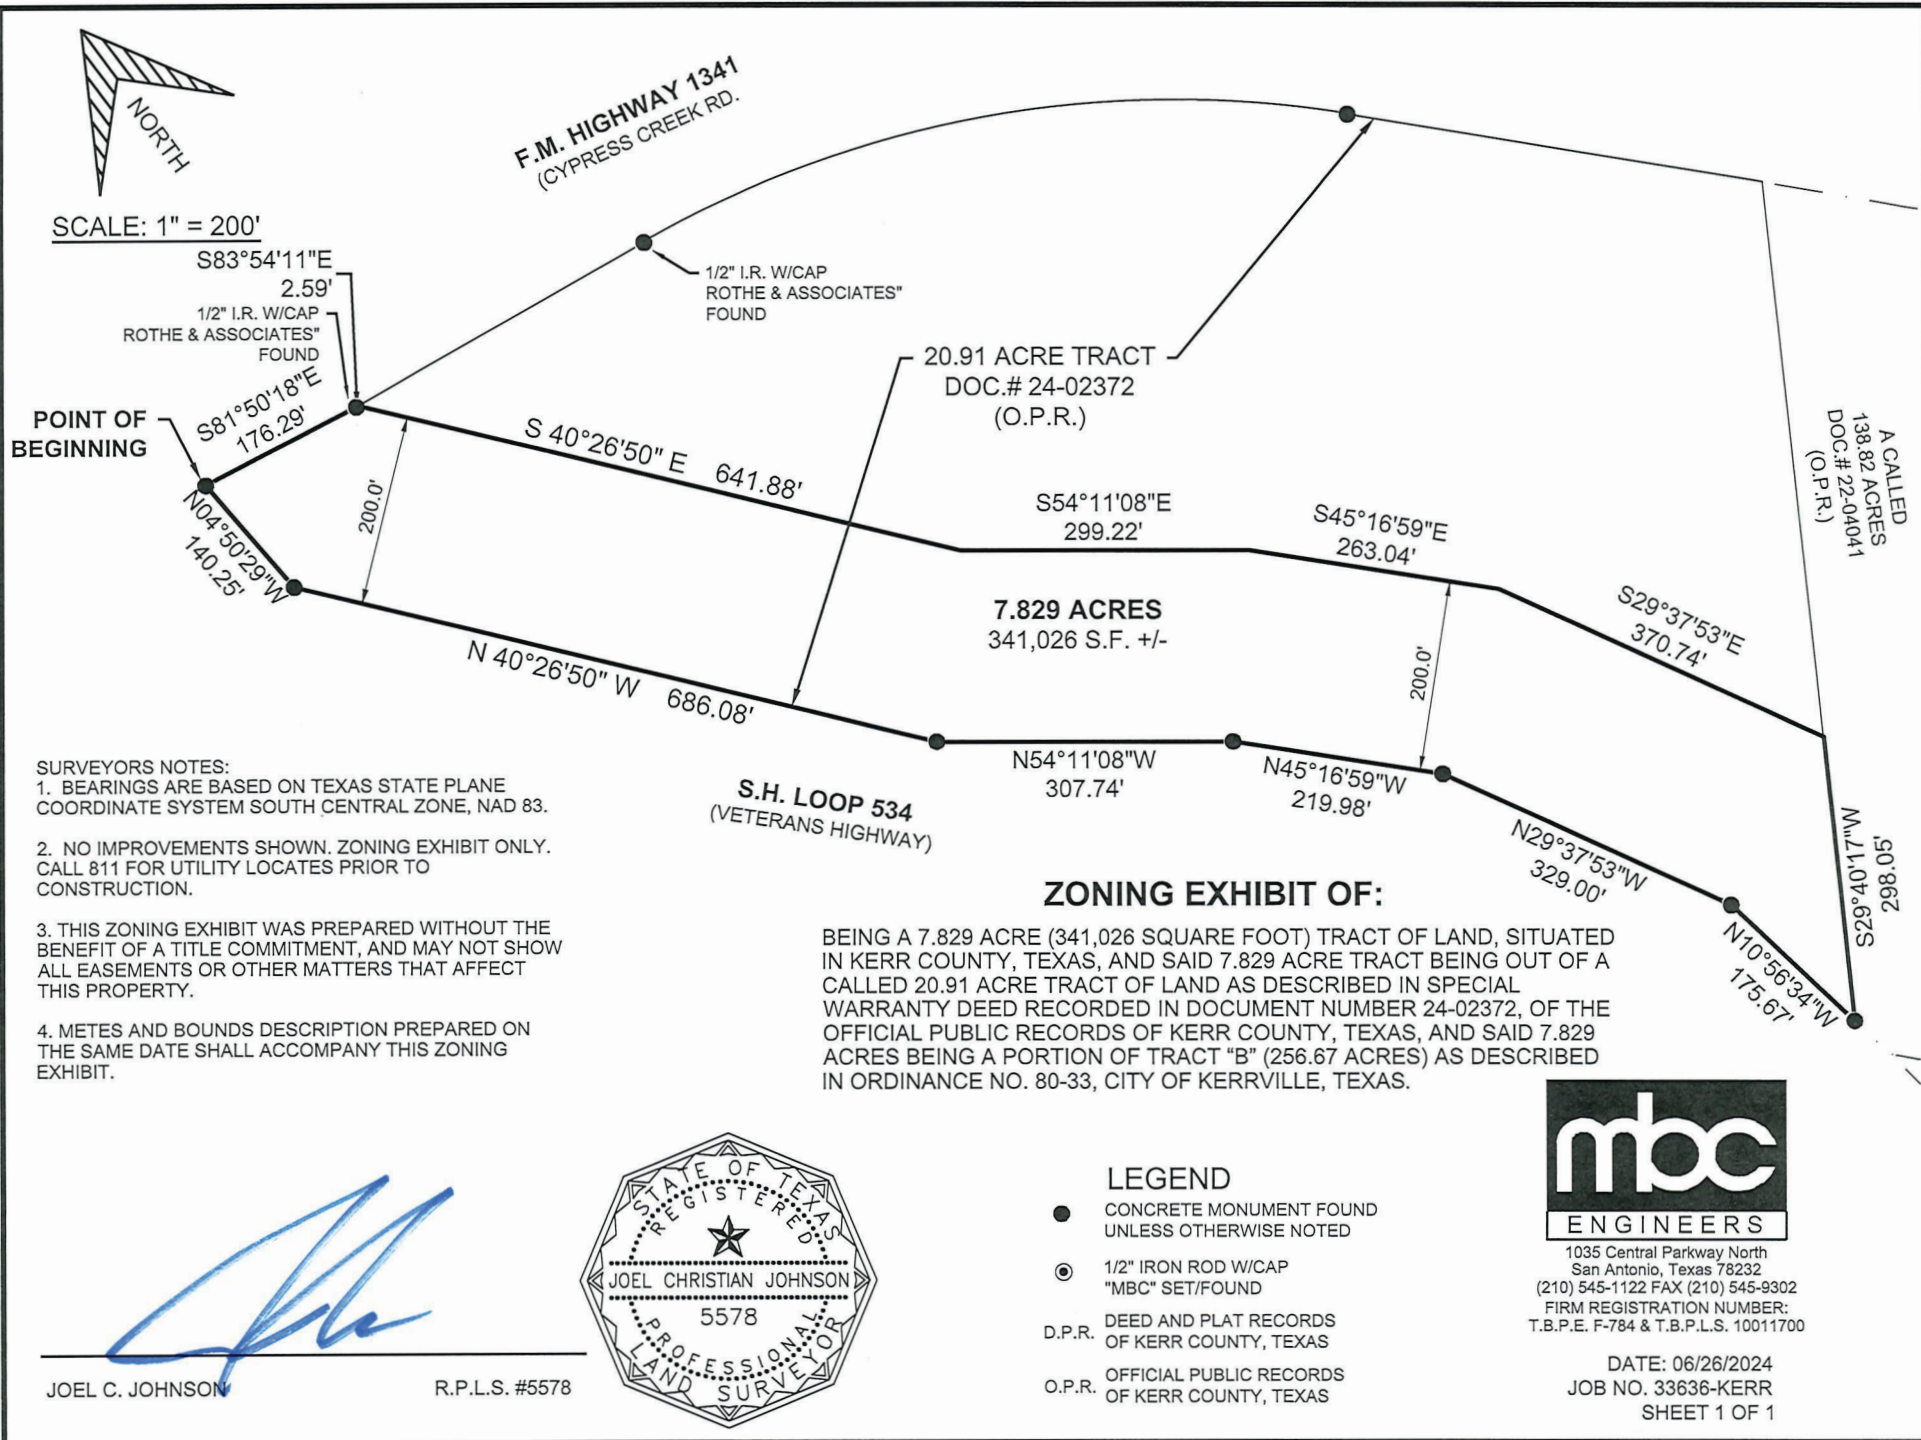 NORTH
SCALE: 1" = 200'
F.M. HIGHWAY 1341
(CYPRESS CREEK RD.
S83°54'11"E
2.59'
1/2" I.R. W/CAP
ROTHE & ASSOCIATES"
FOUND
1/2" I.R. W/CAP
ROTHE & ASSOCIATES"
FOUND
POINT OF
BEGINNING
S81°50'18"E
176.29'
N04°50'29"W
140.25'
200.0'
S 40°26'50" E 641.88'
20.91 ACRE TRACT
DOC.# 24-02372
(O.P.R.)
S54°11'08"E
299.22'
S45°16'59"E
263.04'
S29°37'53"E
370.74'
A CALLED
138.82 ACRES
DOC.# 22-04041
(O.P.R.)
7.829 ACRES
341,026 S.F. +/-
200.0'
N 40°26'50" W 686.08'
N54°11'08"W
307.74'
N45°16'59"W
219.98'
N29°37'53"W
329.00'
N10°56'34"W
175.67'
S29°40'17"W
298.05'
S.H. LOOP 534
(VETERANS HIGHWAY)
SURVEYORS NOTES:
1. BEARINGS ARE BASED ON TEXAS STATE PLANE
COORDINATE SYSTEM SOUTH CENTRAL ZONE, NAD 83.
2. NO IMPROVEMENTS SHOWN. ZONING EXHIBIT ONLY.
CALL 811 FOR UTILITY LOCATES PRIOR TO
CONSTRUCTION.
3. THIS ZONING EXHIBIT WAS PREPARED WITHOUT THE
BENEFIT OF A TITLE COMMITMENT, AND MAY NOT SHOW
ALL EASEMENTS OR OTHER MATTERS THAT AFFECT
THIS PROPERTY.
4. METES AND BOUNDS DESCRIPTION PREPARED ON
THE SAME DATE SHALL ACCOMPANY THIS ZONING
EXHIBIT.
ZONING EXHIBIT OF:
BEING A 7.829 ACRE (341,026 SQUARE FOOT) TRACT OF LAND, SITUATED
IN KERR COUNTY, TEXAS, AND SAID 7.829 ACRE TRACT BEING OUT OF A
CALLED 20.91 ACRE TRACT OF LAND AS DESCRIBED IN SPECIAL
WARRANTY DEED RECORDED IN DOCUMENT NUMBER 24-02372, OF THE
OFFICIAL PUBLIC RECORDS OF KERR COUNTY, TEXAS, AND SAID 7.829
ACRES BEING A PORTION OF TRACT “B” (256.67 ACRES) AS DESCRIBED
IN ORDINANCE NO. 80-33, CITY OF KERRVILLE, TEXAS.
JOEL C. JOHNSON R.P.L.S. #5578
STATE OF TEXAS
REGISTERED
JOEL CHRISTIAN JOHNSON
5578
PROFESSIONAL
LAND SURVEYOR
LEGEND
CONCRETE MONUMENT FOUND
UNLESS OTHERWISE NOTED
1/2" IRON ROD W/CAP
"MBC" SET/FOUND
D.P.R. DEED AND PLAT RECORDS
OF KERR COUNTY, TEXAS
O.P.R. OFFICIAL PUBLIC RECORDS
OF KERR COUNTY, TEXAS
mbc
ENGINEERS
1035 Central Parkway North
San Antonio, Texas 78232
(210) 545-1122 FAX (210) 545-9302
FIRM REGISTRATION NUMBER:
T.B.P.E. F-784 & T.B.P.L.S. 10011700
DATE: 06/26/2024
JOB NO. 33636-KERR
SHEET 1 OF 1